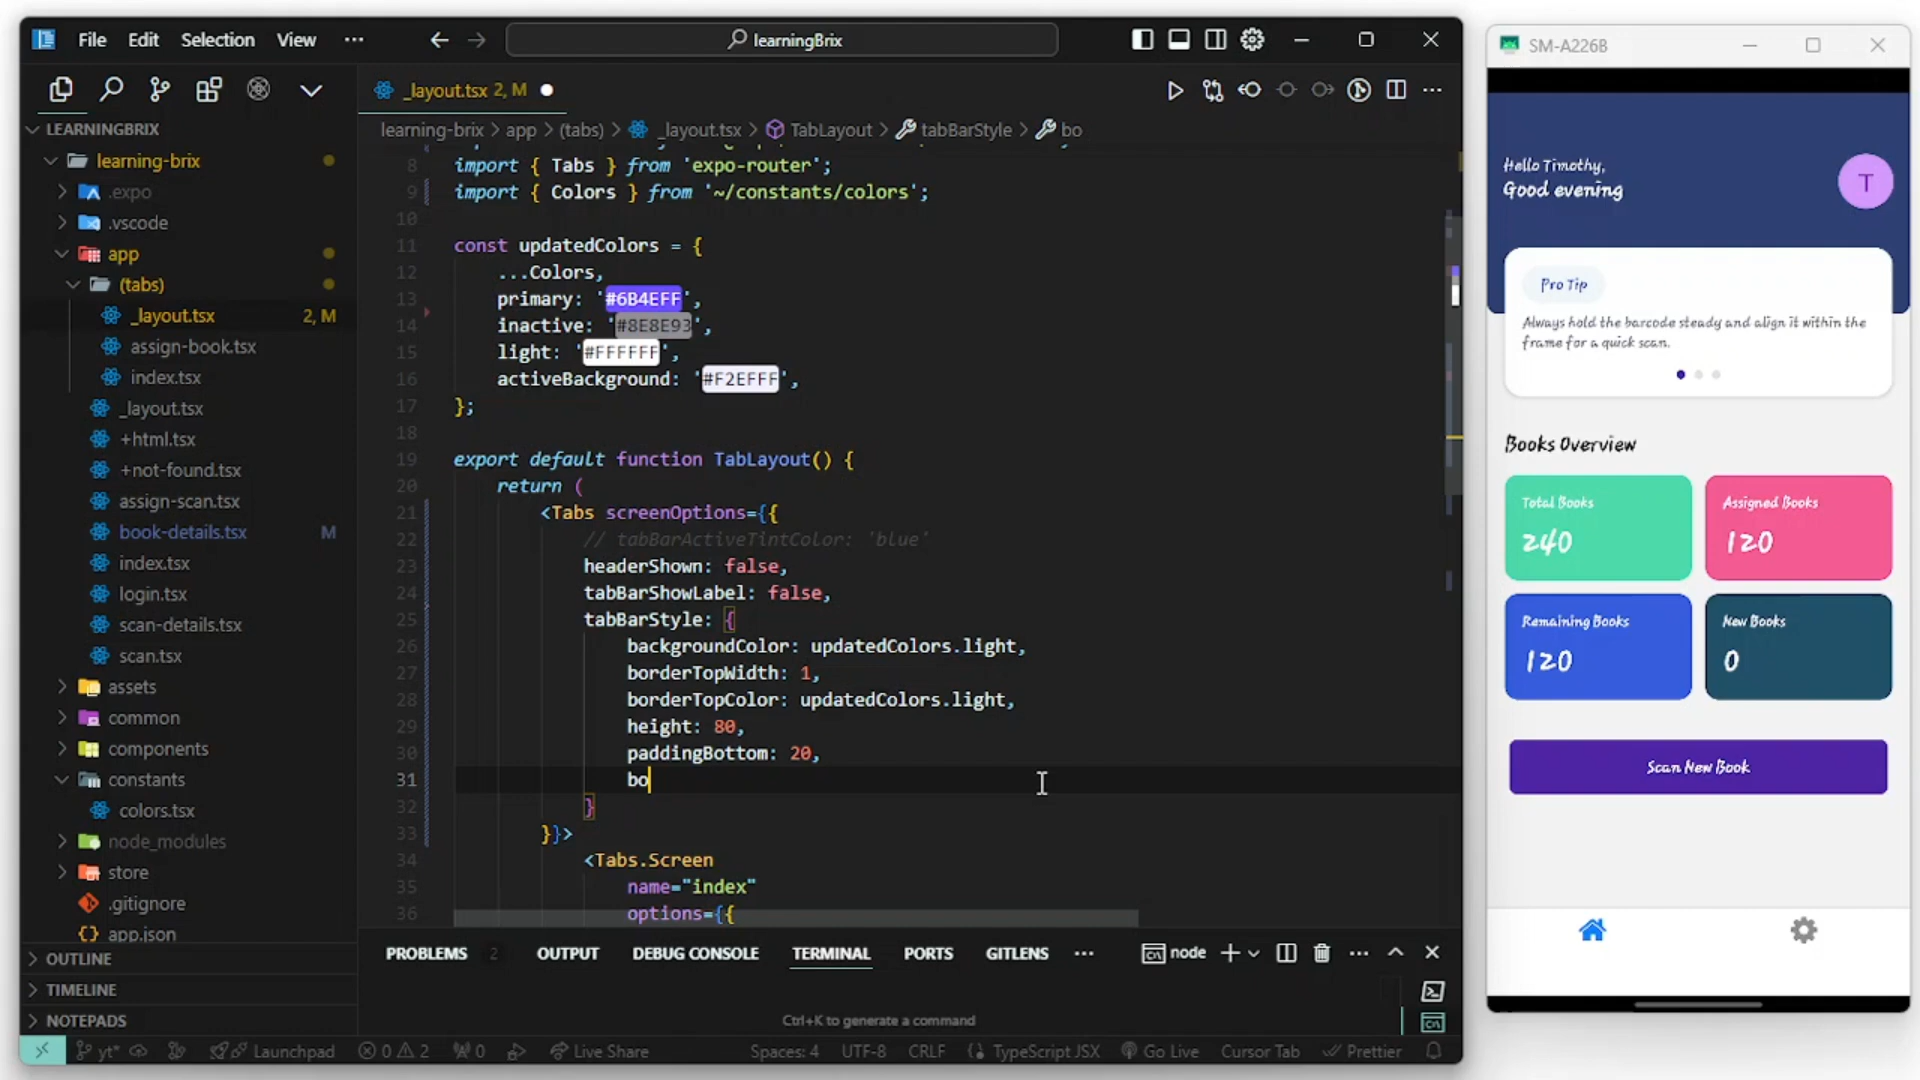 File Edit Selection View ···
learningBrix
_layout.tsx 2, M
learning-brix > app > (tabs) > _layout.tsx > TabLayout > tabBarStyle > bo
LEARNINGBRIX
learning-brix
.expo
.vscode
app
(tabs)
_layout.tsx 2, M
assign-book.tsx
index.tsx
_layout.tsx
+html.tsx
+not-found.tsx
assign-scan.tsx
book-details.tsx M
index.tsx
login.tsx
scan-details.tsx
scan.tsx
assets
common
components
constants
colors.tsx
node_modules
store
.gitignore
app.json
OUTLINE
TIMELINE
NOTEPADS
8 import { Tabs } from 'expo-router';
9 import { Colors } from '~/constants/colors';
10
11 const updatedColors = {
12 ...Colors,
13 primary: '#6B4EFF',
14 inactive: '#8E8E93',
15 light: '#FFFFFF',
16 activeBackground: '#F2EFFF',
17 };
18
19 export default function TabLayout() {
20 return (
21 <Tabs screenOptions={{
22 // tabBarActiveTintColor: 'blue'
23 headerShown: false,
24 tabBarShowLabel: false,
25 tabBarStyle: {
26 backgroundColor: updatedColors.light,
27 borderTopWidth: 1,
28 borderTopColor: updatedColors.light,
29 height: 80,
30 paddingBottom: 20,
31 bo
32 }
33 }}>
34 <Tabs.Screen
35 name="index"
36 options={{
PROBLEMS 2 OUTPUT DEBUG CONSOLE TERMINAL PORTS GITLENS ··· node
Ctrl+K to generate a command
yt* Launchpad 0 2 0 Live Share Spaces: 4 UTF-8 CRLF TypeScript JSX Go Live Cursor Tab Prettier
SM-A226B
Hello Timothy,
Good evening
T
Pro Tip
Always hold the barcode steady and align it within the
frame for a quick scan.
Books Overview
Total Books
240
Assigned Books
120
Remaining Books
120
New Books
0
Scan New Book